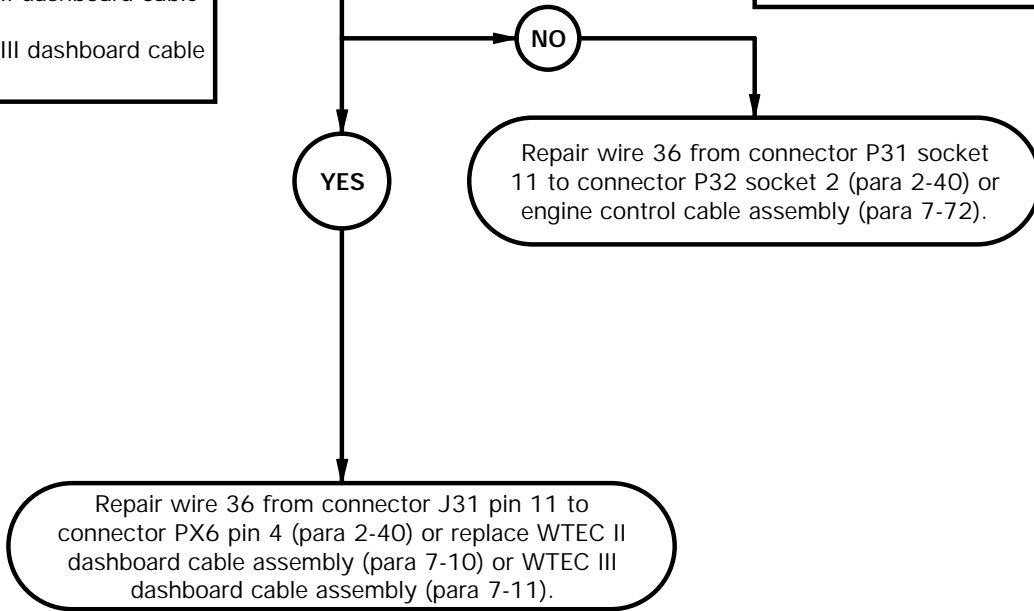 dashboard cable
III dashboard cable
NO
YES
Repair wire 36 from connector P31 socket
11 to connector P32 socket 2 (para 2-40) or
engine control cable assembly (para 7-72).
Repair wire 36 from connector J31 pin 11 to
connector PX6 pin 4 (para 2-40) or replace WTEC II
dashboard cable assembly (para 7-10) or WTEC III
dashboard cable assembly (para 7-11).